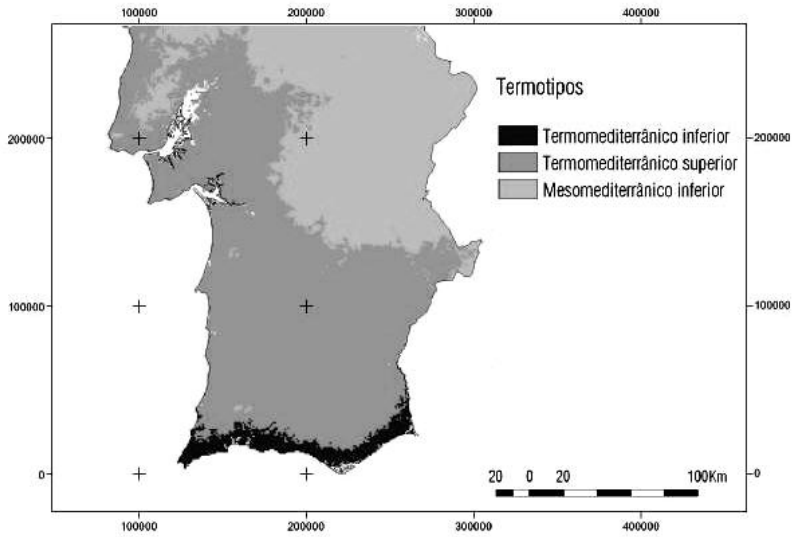 100000 200000 300000 400000
Termotipos
Termomediterrânico inferior
Termomediterrânico superior
Mesomediterrânico inferior
200000 200000
100000 100000
0 0
20 0 20 100Km
100000 200000 300000 400000